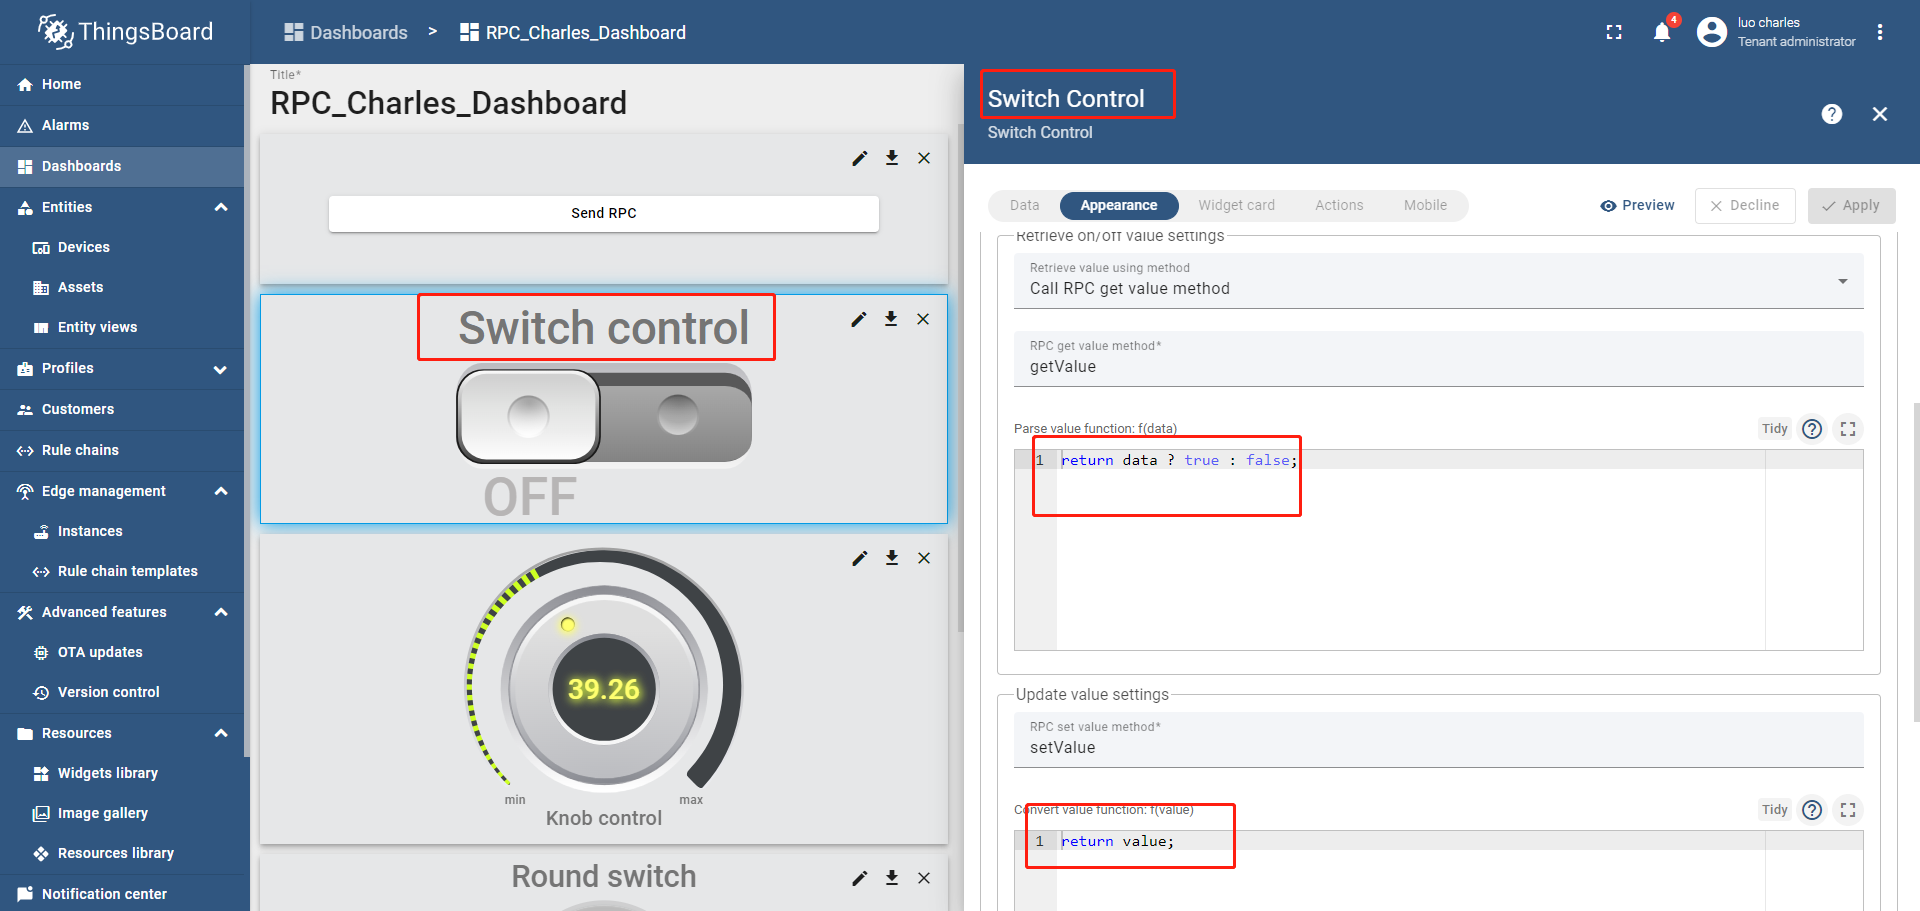 ThingsBoard
Dashboards > RPC_Charles_Dashboard
4
luo charles
Tenant administrator
Home
Alarms
Dashboards
Entities
Devices
Assets
Entity views
Profiles
Customers
Rule chains
Edge management
Instances
Rule chain templates
Advanced features
OTA updates
Version control
Resources
Widgets library
Image gallery
Resources library
Notification center
Title*
RPC_Charles_Dashboard
Send RPC
Switch control
OFF
39.26
min
max
Knob control
Round switch
Switch Control
Switch Control
?
Data
Appearance
Widget card
Actions
Mobile
Preview
Decline
Apply
Retrieve on/off value settings
Retrieve value using method
Call RPC get value method
RPC get value method*
getValue
Parse value function: f(data)
Tidy
?
1 return data ? true : false;
Update value settings
RPC set value method*
setValue
Convert value function: f(value)
Tidy
?
1 return value;